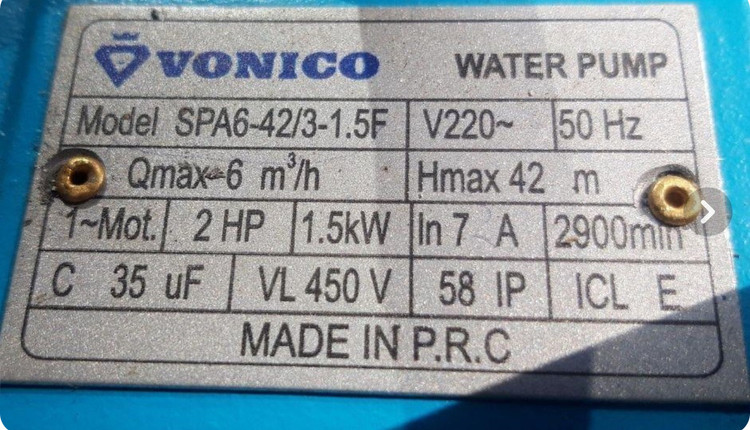 VONICO WATER PUMP
Model SPA6-42/3-1.5F V220~ 50 Hz
Qmax 6 m³/h Hmax 42 m
1~Mot. 2 HP 1.5kW In 7 A 2900min
C 35 uF VL 450 V 58 IP ICL E
MADE IN P.R.C